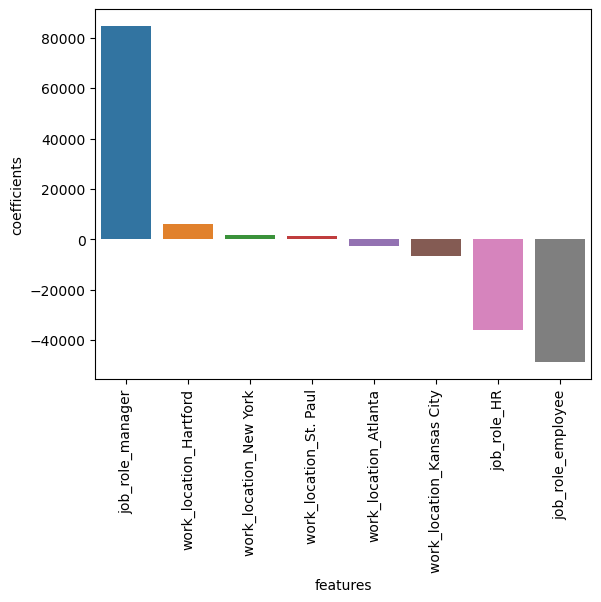 coefficients
80000
60000
40000
20000
0
−20000
−40000
job_role_manager
work_location_Hartford
work_location_New York
work_location_St. Paul
work_location_Atlanta
work_location_Kansas City
job_role_HR
job_role_employee
features